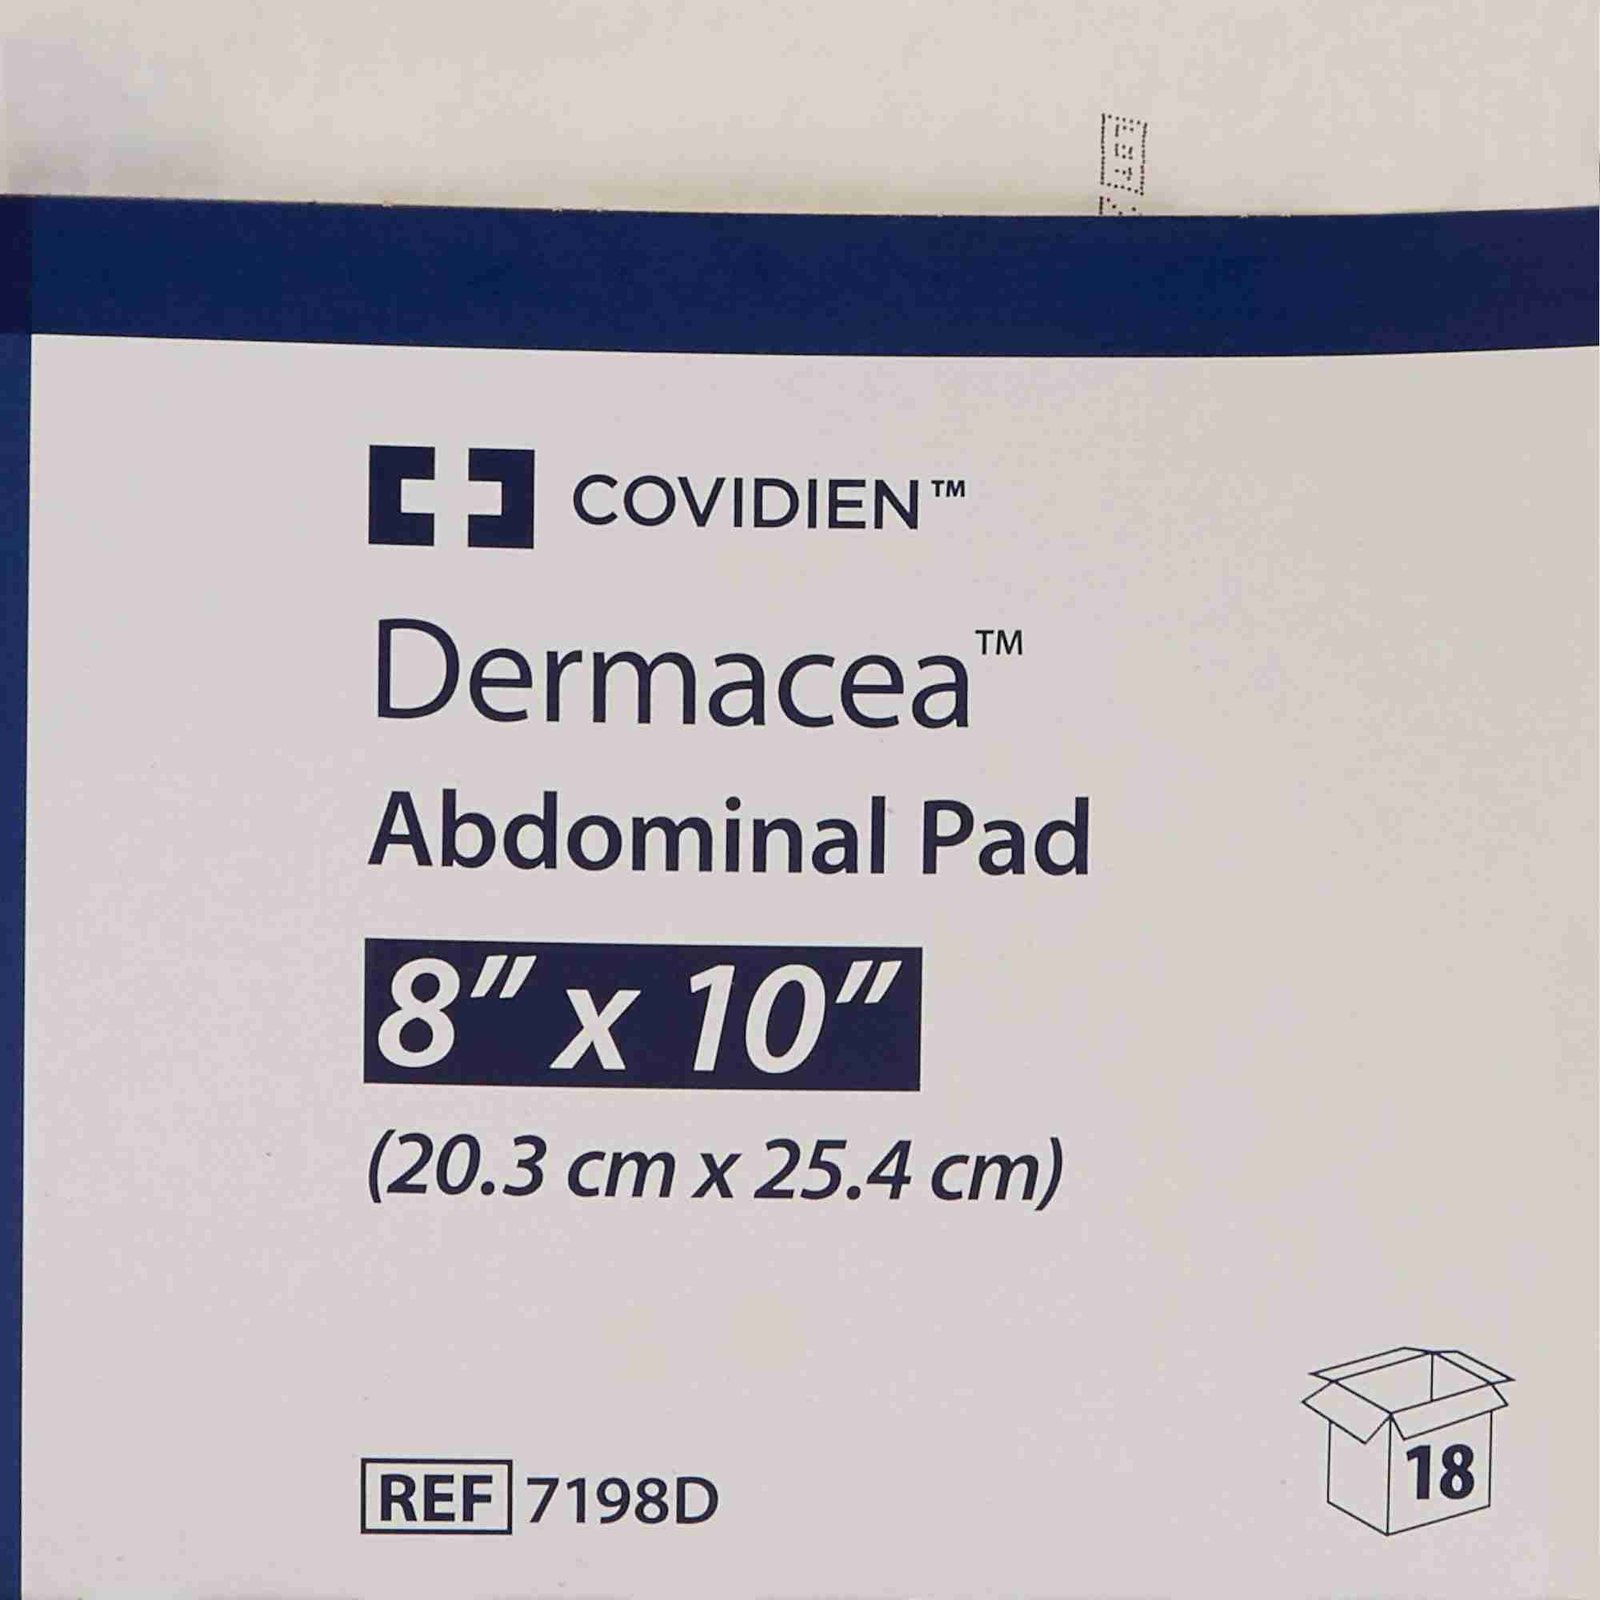 COVIDIEN™
Dermacea™
Abdominal Pad
8" x 10"
(20.3 cm x 25.4 cm)
18
REF 7198D